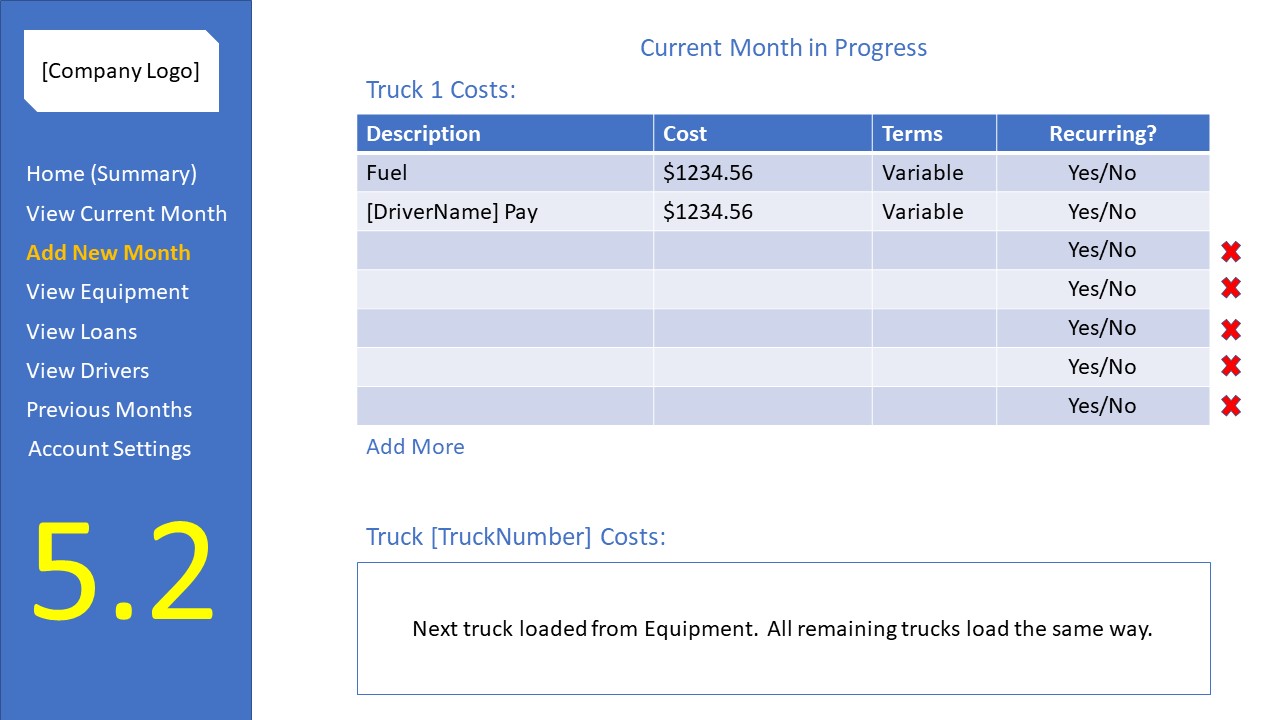 [Company Logo]
Home (Summary)
View Current Month
Add New Month
View Equipment
View Loans
View Drivers
Previous Months
Account Settings
5.2
Current Month in Progress
Truck 1 Costs:
Description Cost Terms Recurring?
Fuel $1234.56 Variable Yes/No
[DriverName] Pay $1234.56 Variable Yes/No
Yes/No
Yes/No
Yes/No
Yes/No
Yes/No
Add More
Truck [TruckNumber] Costs:
Next truck loaded from Equipment. All remaining trucks load the same way.